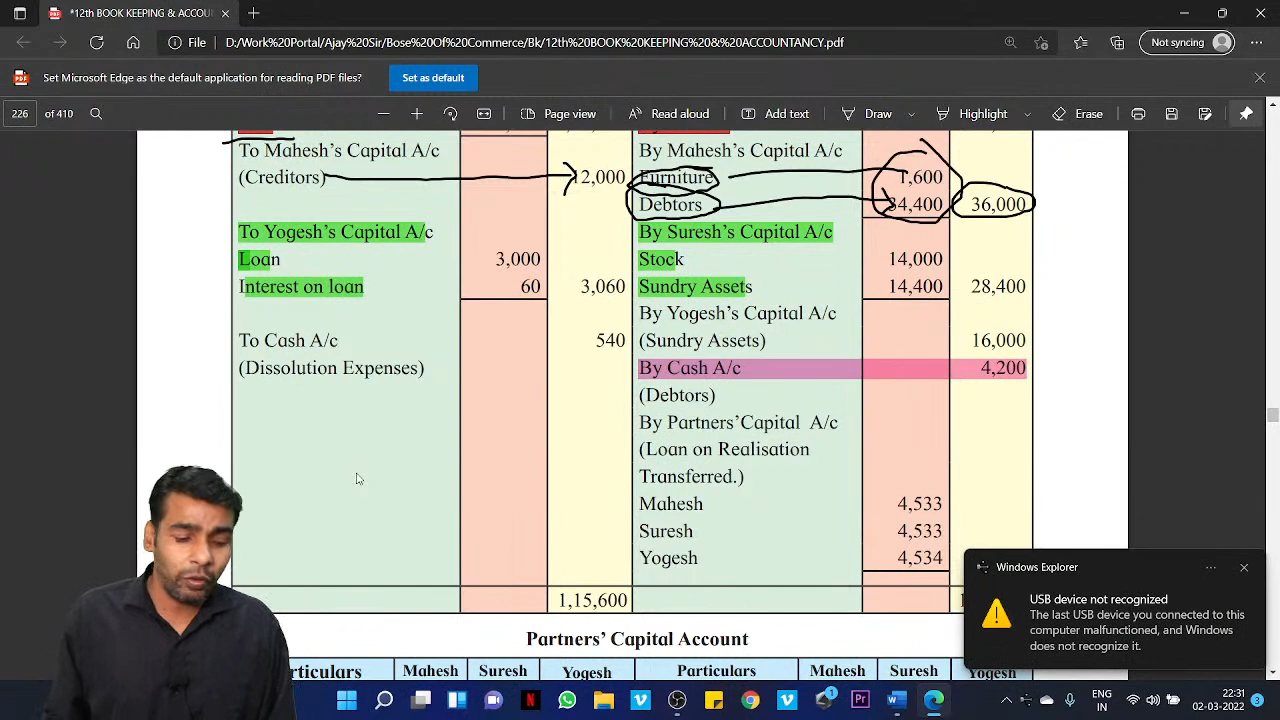 *12th BOOK KEEPING & ACCOUNTAN
File D:/Work%20Portal/Ajay%20Sir/Bose%20Of%20Commerce/Bk/12th%20BOOK%20KEEPING%20&%20ACCOUNTANCY.pdf
Not syncing
Set Microsoft Edge as the default application for reading PDF files?
Set as default
226 of 410
Page view
Read aloud
Draw
Highlight
Erase
To Mahesh's Capital A/c By Mahesh's Capital A/c
(Creditors) 12,000 Furniture 1,600
Debtors 34,400 36,000
To Yogesh's Capital A/c By Suresh's Capital A/c
Loan 3,000 Stock 14,000
Interest on loan 60 3,060 Sundry Assets 14,400 28,400
By Yogesh's Capital A/c
To Cash A/c 540 (Sundry Assets) 16,000
(Dissolution Expenses) By Cash A/c 4,200
(Debtors)
By Partners'Capital A/c
(Loan on Realisation
Transferred.)
Mahesh 4,533
Suresh 4,533
Yogesh 4,534
1,15,600
Partners' Capital Account
Particulars Mahesh Suresh Yogesh Particulars Mahesh Suresh Yogesh
Windows Explorer
USB device not recognized
The last USB device you connected to this
computer malfunctioned, and Windows
does not recognize it.
ENG
IN
22:31
02-03-2022
3